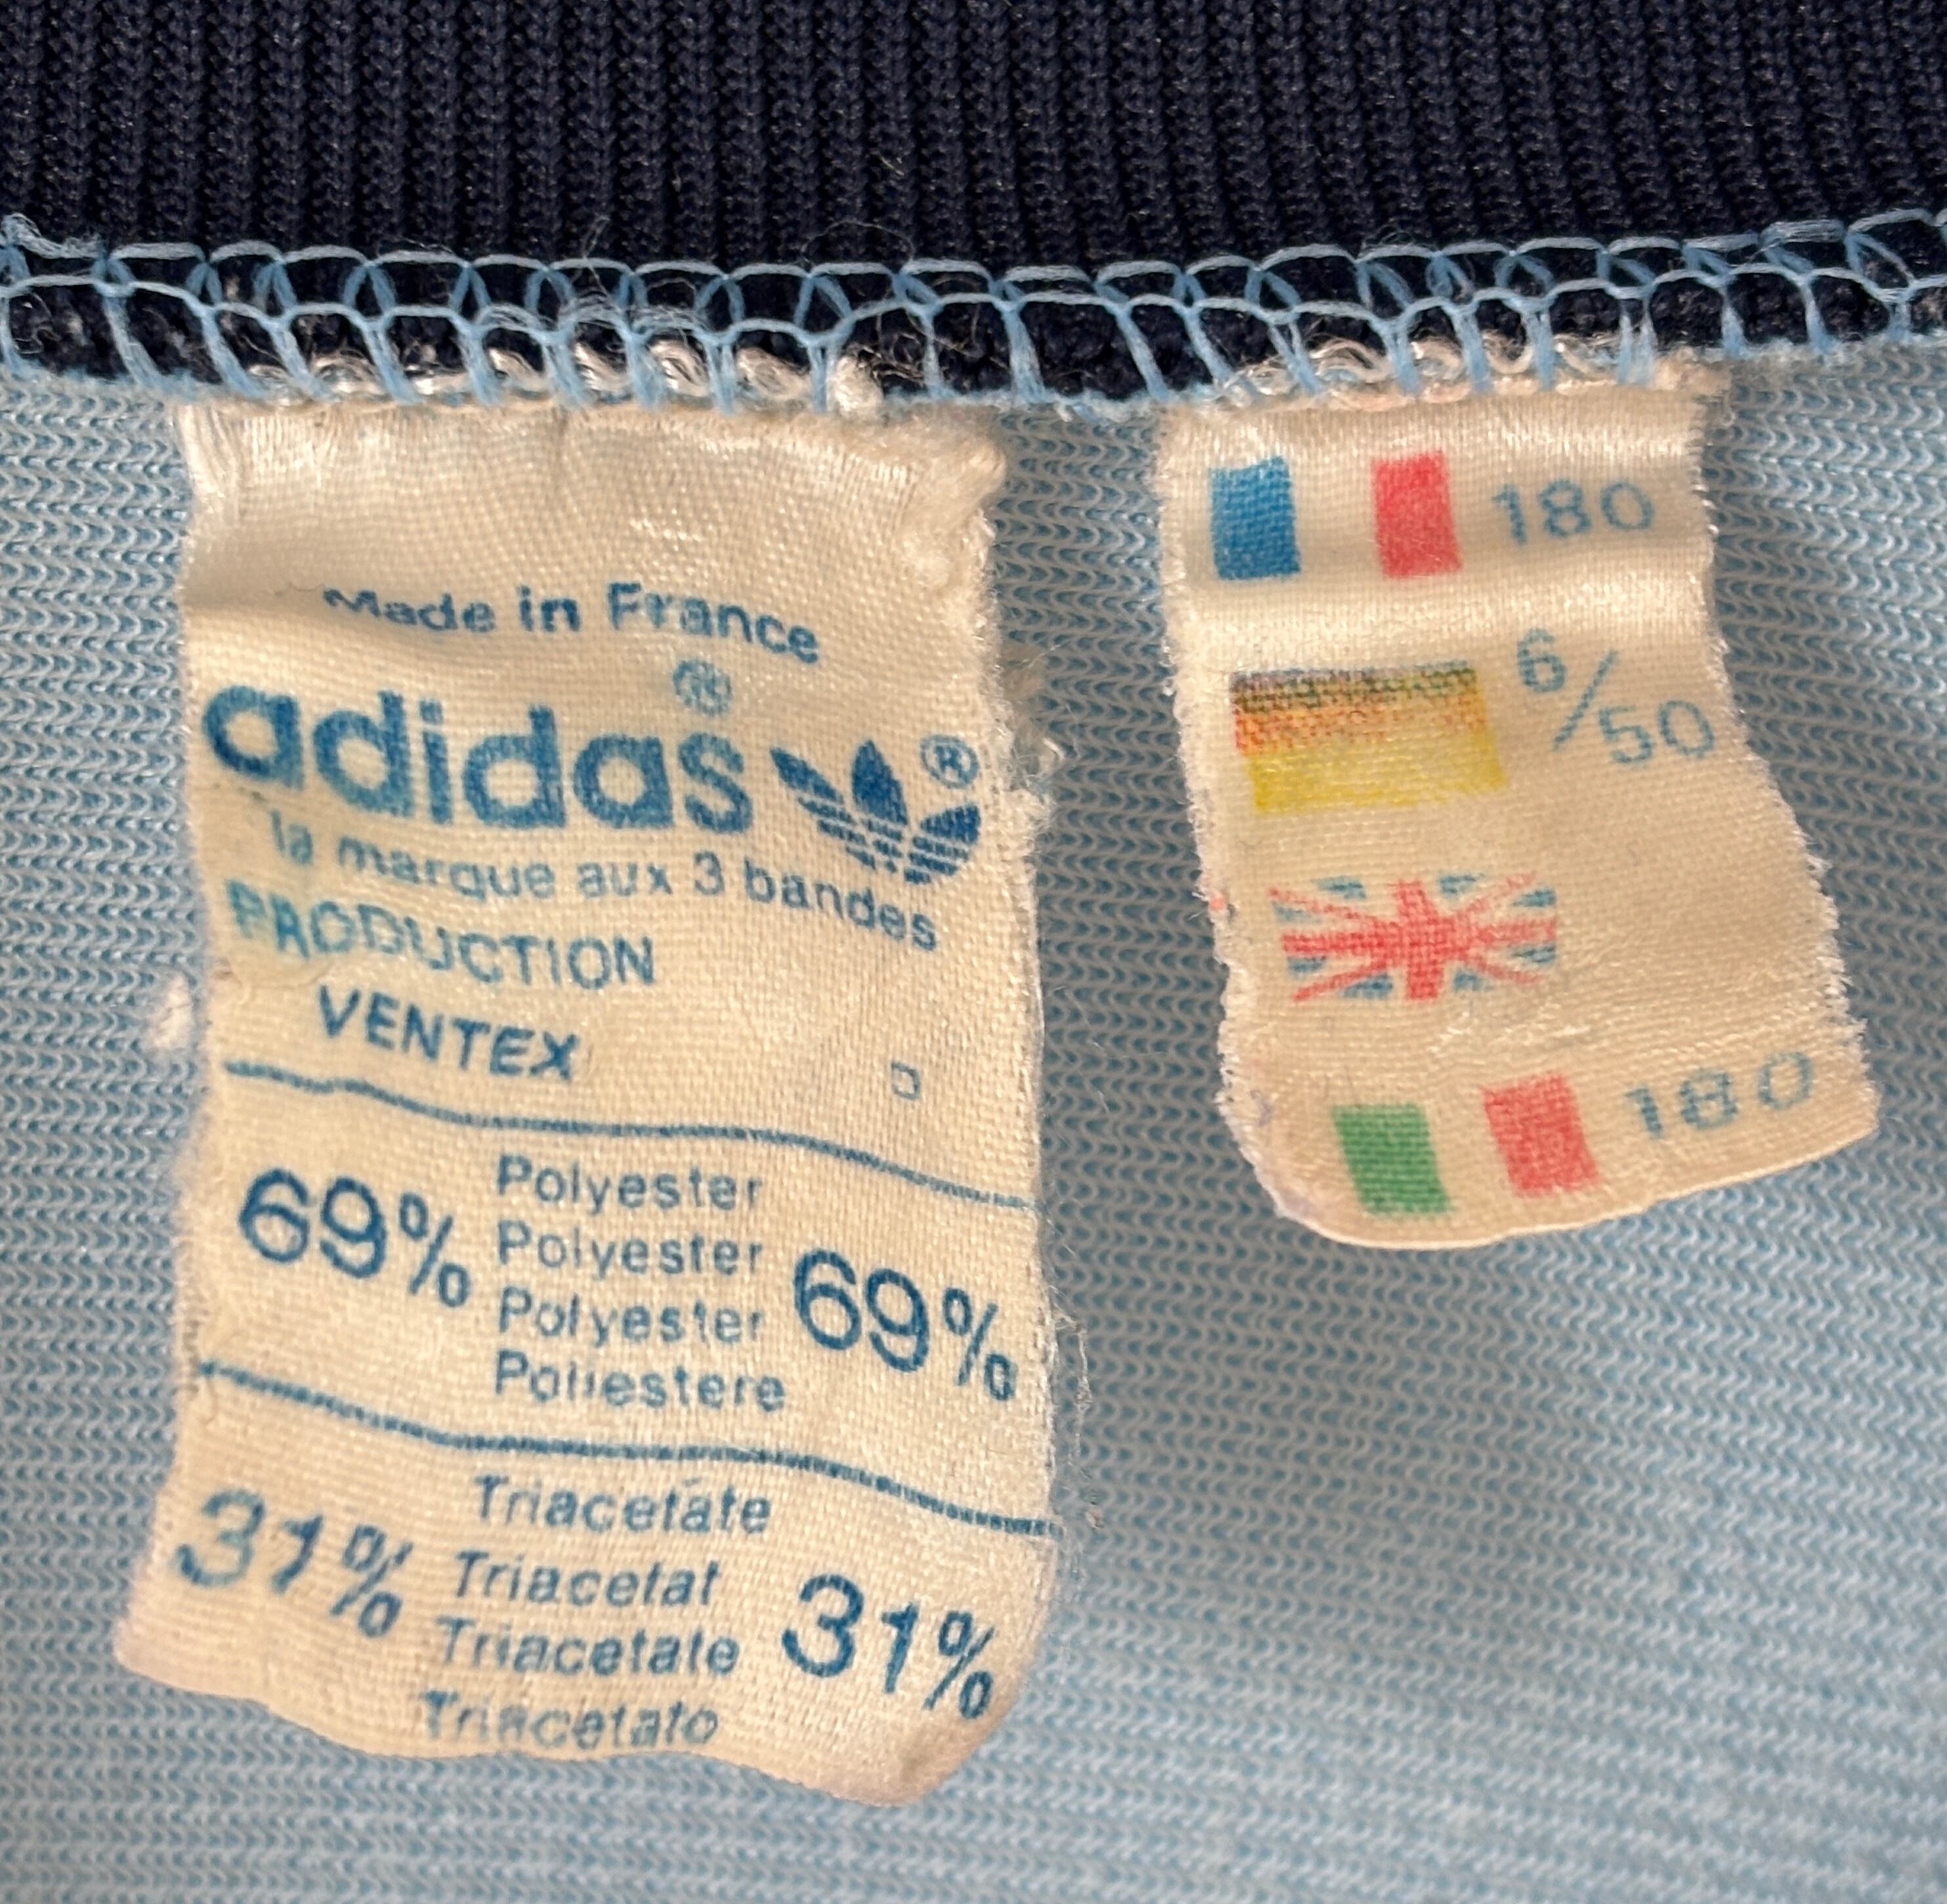 Made in France
adidas®
®
la marque aux 3 bandes
PRODUCTION
VENTEX
69% Polyester 69%
Polyester
Polyester
Poliestere
31% Triacetate 31%
Triacetat
Triacetate
Triacetato
180
6/50
180